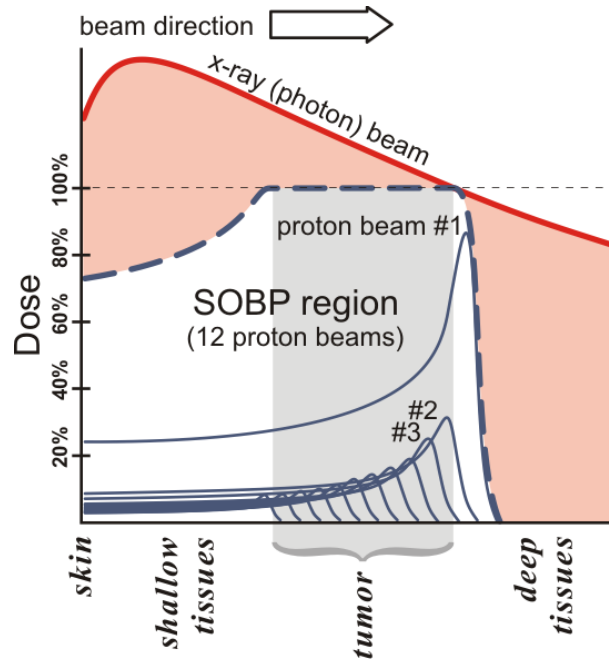 beam direction
x-ray (photon) beam
100%
80%
60%
40%
20%
Dose
proton beam #1
SOBP region
(12 proton beams)
#2
#3
skin
shallow
tissues
tumor
deep
tissues